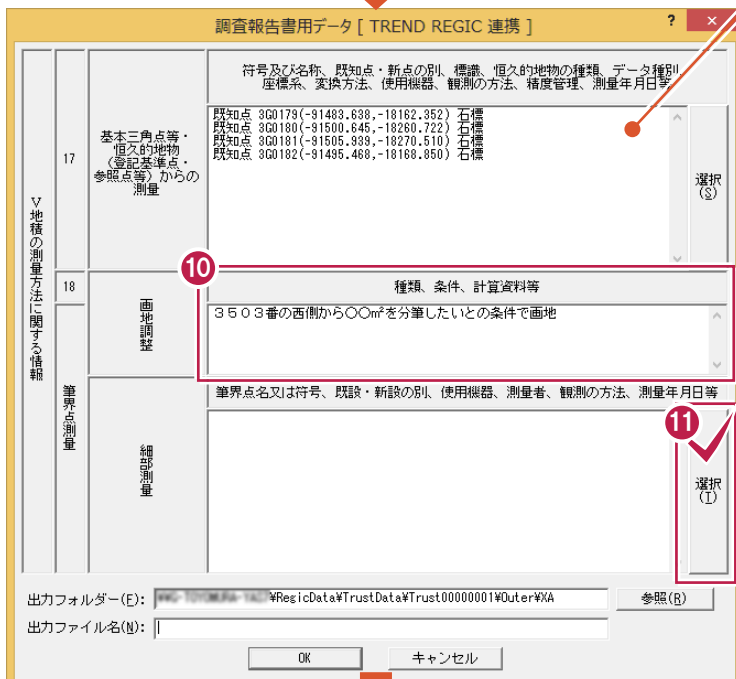 調査報告書用データ [ TREND REGIC 連携 ]
?
×
符号及び名称、既知点・新点の別、標識、恒久的地物の種類、データ種別、
座標系、変換方法、使用機器、観測の方法、精度管理、測量年月日等
Ⅴ地積の測量方法に関する情報
17
基本三角点等・
恒久的地物
（登記基準点・
参照点等）からの
測量
既知点 3G0179(-91483.638,-18162.352) 石標
既知点 3G0180(-91500.645,-18260.722) 石標
既知点 3G0181(-91505.939,-18270.510) 石標
既知点 3G0182(-91495.468,-18168.850) 石標
選択
(S)
10
18
画地調整
種類、条件、計算資料等
３５０３番の西側から〇〇㎡を分筆したいとの条件で画地
筆界点測量
細部測量
筆界点名又は符号、既設・新設の別、使用機器、測量者、観測の方法、測量年月日等
11
選択
(T)
出力フォルダー(F):
¥RegicData¥TrustData¥Trust00000001¥Outer¥XA
参照(R)
出力ファイル名(N):
OK
キャンセル